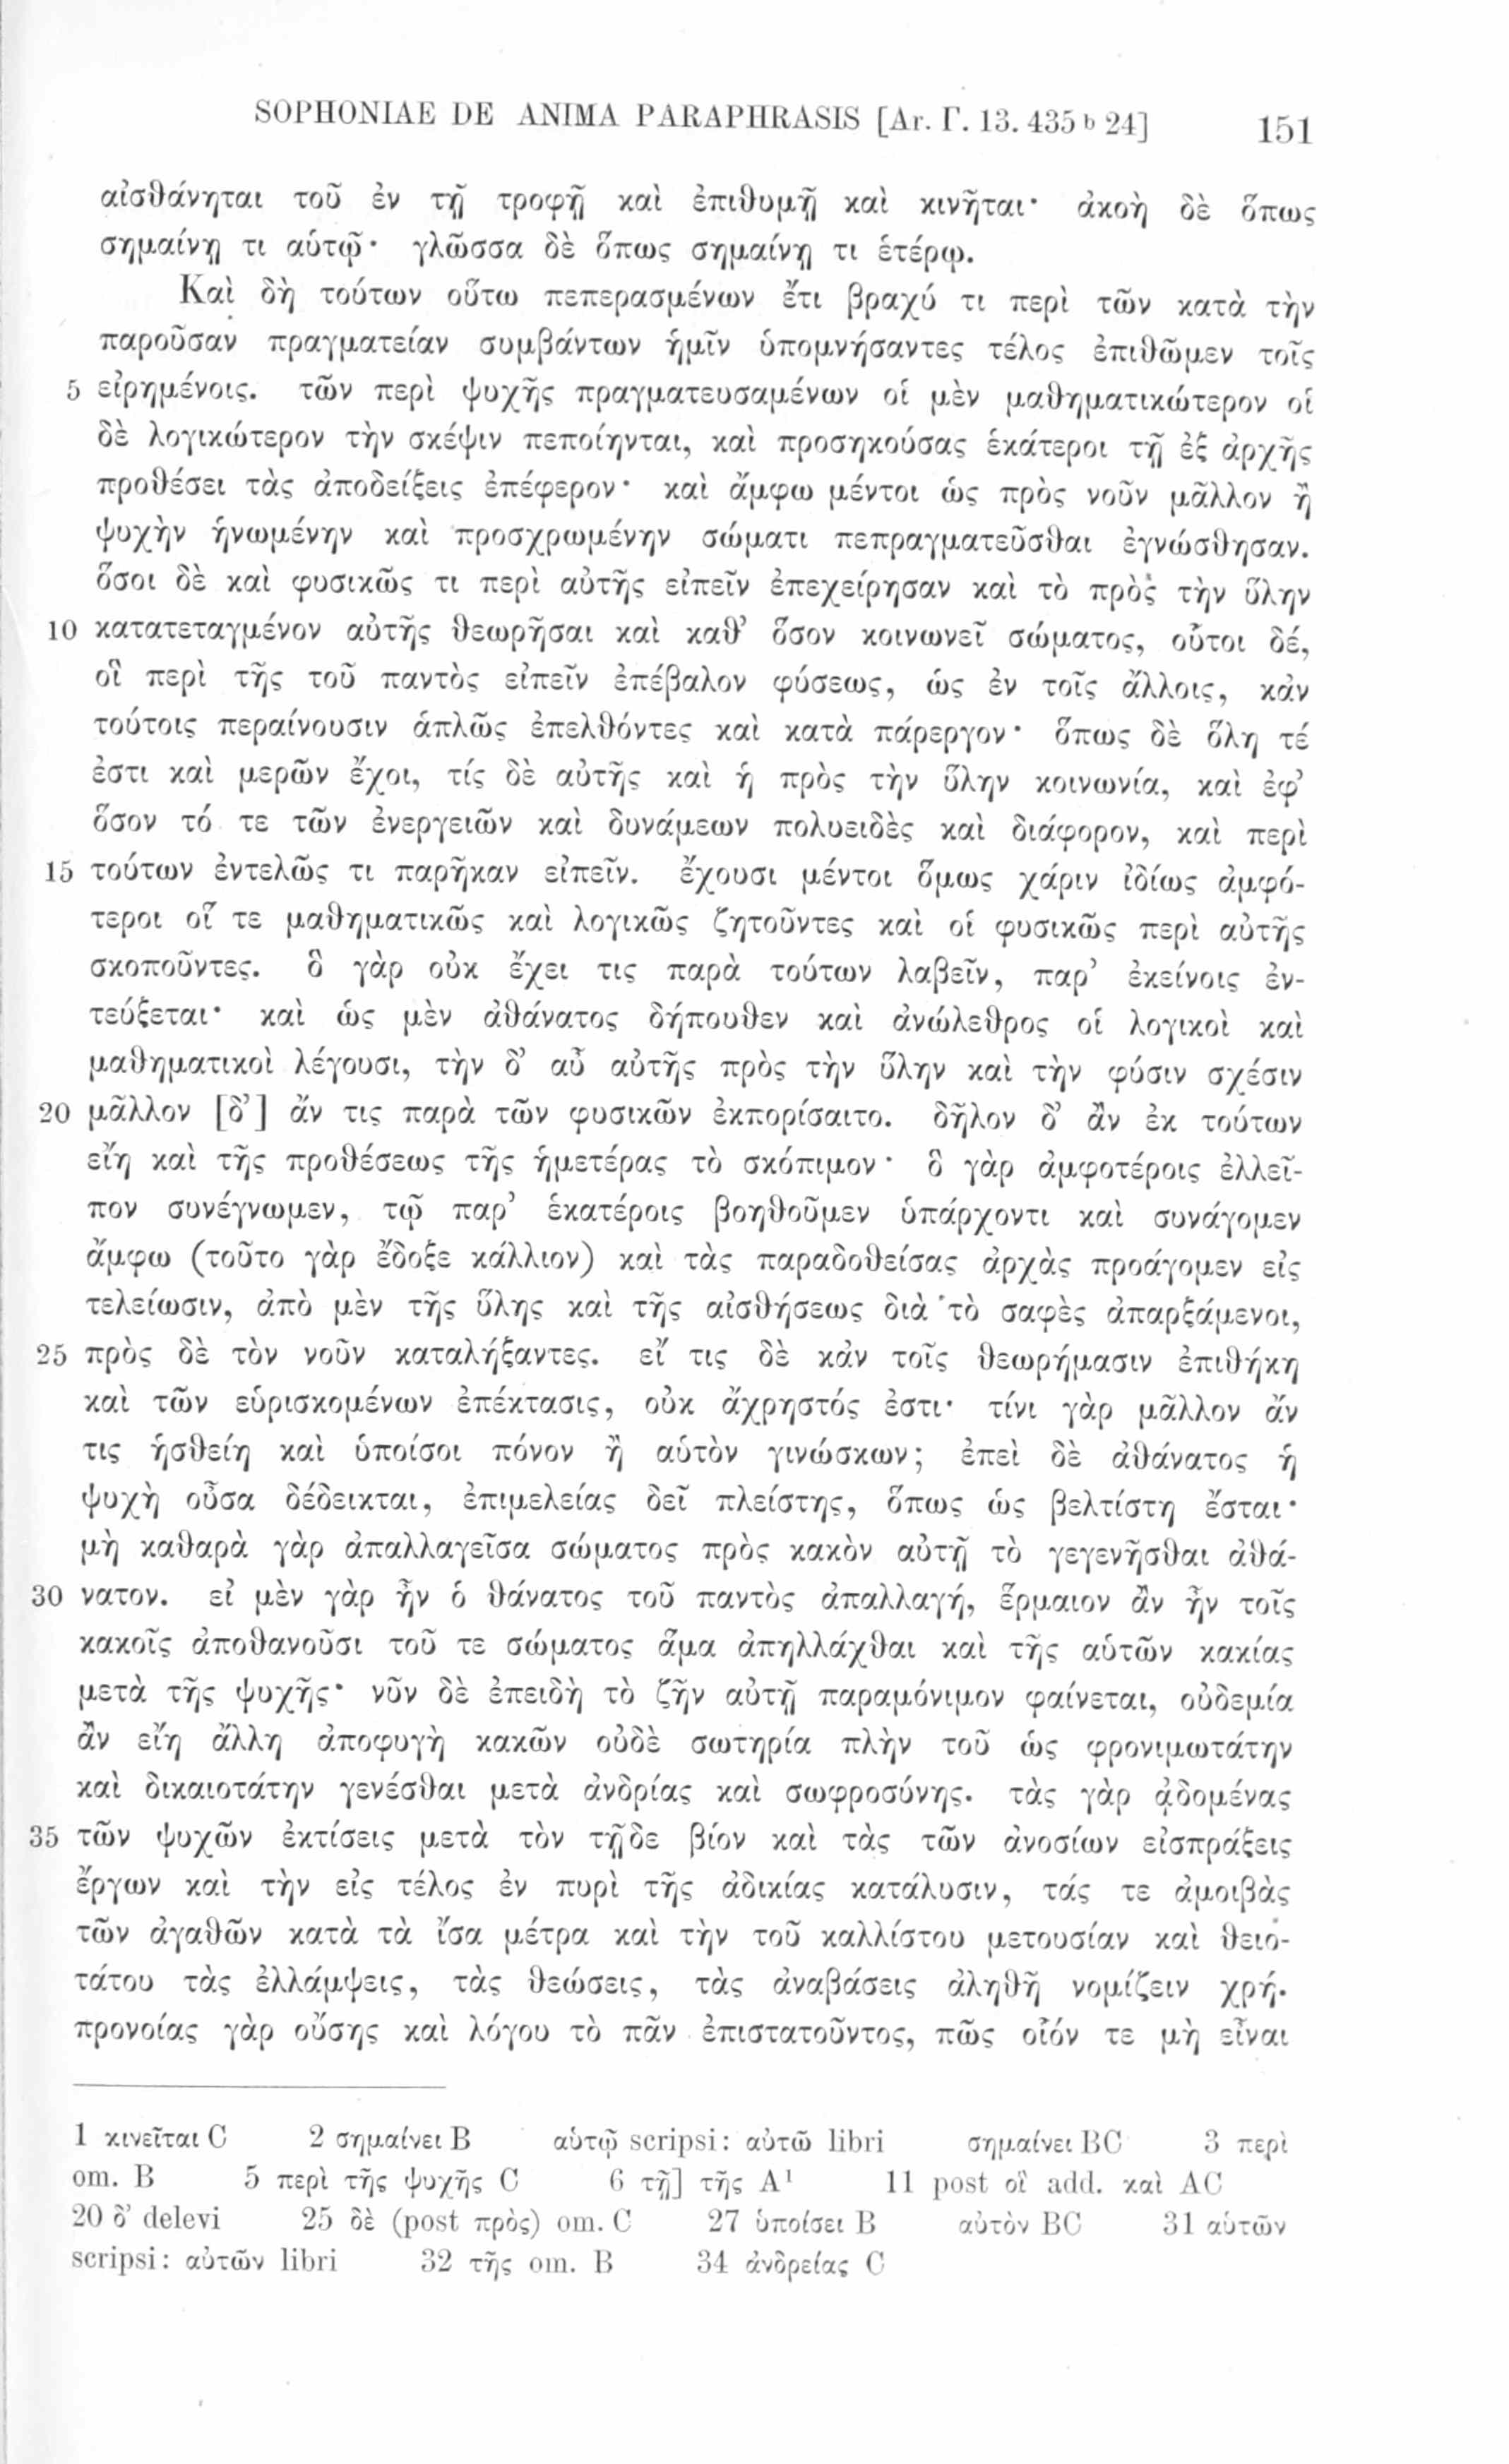 SOPHONIAE DE ANIMA PARAPHRASIS [Ar. Γ. 13. 435 b 24] 151
αἰσθάνηται τοῦ ἐν τῇ τροφῇ καὶ ἐπιθυμῇ καὶ κινῆται· ἀκοὴ δὲ ὅπως
σημαίνῃ τι αὑτῷ· γλῶσσα δὲ ὅπως σημαίνῃ τι ἑτέρῳ.
Καὶ δὴ τούτων οὕτω πεπερασμένων ἔτι βραχύ τι περὶ τῶν κατὰ τὴν
παροῦσαν πραγματείαν συμβάντων ἡμῖν ὑπομνήσαντες τέλος ἐπιθῶμεν τοῖς
5 εἰρημένοις. τῶν περὶ ψυχῆς πραγματευσαμένων οἱ μὲν μαθηματικώτερον οἱ
δὲ λογικώτερον τὴν σκέψιν πεποίηνται, καὶ προσηκούσας ἑκάτεροι τῇ ἐξ ἀρχῆς
προθέσει τὰς ἀποδείξεις ἐπέφερον· καὶ ἄμφω μέντοι ὡς πρὸς νοῦν μᾶλλον ἢ
ψυχὴν ἡνωμένην καὶ προσχρωμένην σώματι πεπραγματεῦσθαι ἐγνώσθησαν.
ὅσοι δὲ καὶ φυσικῶς τι περὶ αὐτῆς εἰπεῖν ἐπεχείρησαν καὶ τὸ πρὸς τὴν ὕλην
10 κατατεταγμένον αὐτῆς θεωρῆσαι καὶ καθ’ ὅσον κοινωνεῖ σώματος, οὗτοι δέ,
οἳ περὶ τῆς τοῦ παντὸς εἰπεῖν ἐπέβαλον φύσεως, ὡς ἐν τοῖς ἄλλοις, κἀν
τούτοις περαίνουσιν ἁπλῶς ἐπελθόντες καὶ κατὰ πάρεργον· ὅπως δὲ ὅλη τέ
ἐστι καὶ μερῶν ἔχοι, τίς δὲ αὐτῆς καὶ ἡ πρὸς τὴν ὕλην κοινωνία, καὶ ἐφ’
ὅσον τό τε τῶν ἐνεργειῶν καὶ δυνάμεων πολυειδὲς καὶ διάφορον, καὶ περὶ
15 τούτων ἐντελῶς τι παρῆκαν εἰπεῖν. ἔχουσι μέντοι ὅμως χάριν ἰδίως ἀμφό-
τεροι οἵ τε μαθηματικῶς καὶ λογικῶς ζητοῦντες καὶ οἱ φυσικῶς περὶ αὐτῆς
σκοποῦντες. ὃ γὰρ οὐκ ἔχει τις παρὰ τούτων λαβεῖν, παρ’ ἐκείνοις ἐν-
τεύξεται· καὶ ὡς μὲν ἀθάνατος δήπουθεν καὶ ἀνώλεθρος οἱ λογικοὶ καὶ
μαθηματικοὶ λέγουσι, τὴν δ’ αὖ αὐτῆς πρὸς τὴν ὕλην καὶ τὴν φύσιν σχέσιν
20 μᾶλλον [δ’] ἄν τις παρὰ τῶν φυσικῶν ἐκπορίσαιτο. δῆλον δ’ ἂν ἐκ τούτων
εἴη καὶ τῆς προθέσεως τῆς ἡμετέρας τὸ σκόπιμον· ὃ γὰρ ἀμφοτέροις ἐλλεῖ-
πον συνέγνωμεν, τῷ παρ’ ἑκατέροις βοηθοῦμεν ὑπάρχοντι καὶ συνάγομεν
ἄμφω (τοῦτο γὰρ ἔδοξε κάλλιον) καὶ τὰς παραδοθείσας ἀρχὰς προάγομεν εἰς
τελείωσιν, ἀπὸ μὲν τῆς ὕλης καὶ τῆς αἰσθήσεως διὰ τὸ σαφὲς ἀπαρξάμενοι,
25 πρὸς δὲ τὸν νοῦν καταλήξαντες. εἴ τις δὲ κἀν τοῖς θεωρήμασιν ἐπιθήκη
καὶ τῶν εὑρισκομένων ἐπέκτασις, οὐκ ἄχρηστός ἐστι· τίνι γὰρ μᾶλλον ἄν
τις ἡσθείη καὶ ὑποίσοι πόνον ἢ αὑτὸν γινώσκων; ἐπεὶ δὲ ἀθάνατος ἡ
ψυχὴ οὖσα δέδεικται, ἐπιμελείας δεῖ πλείστης, ὅπως ὡς βελτίστη ἔσται·
μὴ καθαρὰ γὰρ ἀπαλλαγεῖσα σώματος πρὸς κακὸν αὐτῇ τὸ γεγενῆσθαι ἀθά-
30 νατον. εἰ μὲν γὰρ ἦν ὁ θάνατος τοῦ παντὸς ἀπαλλαγή, ἕρμαιον ἂν ἦν τοῖς
κακοῖς ἀποθανοῦσι τοῦ τε σώματος ἅμα ἀπηλλάχθαι καὶ τῆς αὑτῶν κακίας
μετὰ τῆς ψυχῆς· νῦν δὲ ἐπειδὴ τὸ ζῆν αὐτῇ παραμόνιμον φαίνεται, οὐδεμία
ἂν εἴη ἄλλη ἀποφυγὴ κακῶν οὐδὲ σωτηρία πλὴν τοῦ ὡς φρονιμωτάτην
καὶ δικαιοτάτην γενέσθαι μετὰ ἀνδρίας καὶ σωφροσύνης. τὰς γὰρ ᾀδομένας
35 τῶν ψυχῶν ἐκτίσεις μετὰ τὸν τῇδε βίον καὶ τὰς τῶν ἀνοσίων εἰσπράξεις
ἔργων καὶ τὴν εἰς τέλος ἐν πυρὶ τῆς ἀδικίας κατάλυσιν, τάς τε ἀμοιβὰς
τῶν ἀγαθῶν κατὰ τὰ ἴσα μέτρα καὶ τὴν τοῦ καλλίστου μετουσίαν καὶ θειο-
τάτου τὰς ἐλλάμψεις, τὰς θεώσεις, τὰς ἀναβάσεις ἀληθῆ νομίζειν χρή.
προνοίας γὰρ οὔσης καὶ λόγου τὸ πᾶν ἐπιστατοῦντος, πῶς οἷόν τε μὴ εἶναι
1 κινεῖται C 2 σημαίνει B αὑτῷ scripsi: αὐτῶ libri σημαίνει BC 3 περὶ
om. B 5 περὶ τῆς ψυχῆς C 6 τῇ] τῆς A¹ 11 post οἳ add. καὶ AC
20 δ’ delevi 25 δὲ (post πρὸς) om. C 27 ὑποίσει B αὐτὸν BC 31 αὑτῶν
scripsi: αὐτῶν libri 32 τῆς om. B 34 ἀνδρείας C